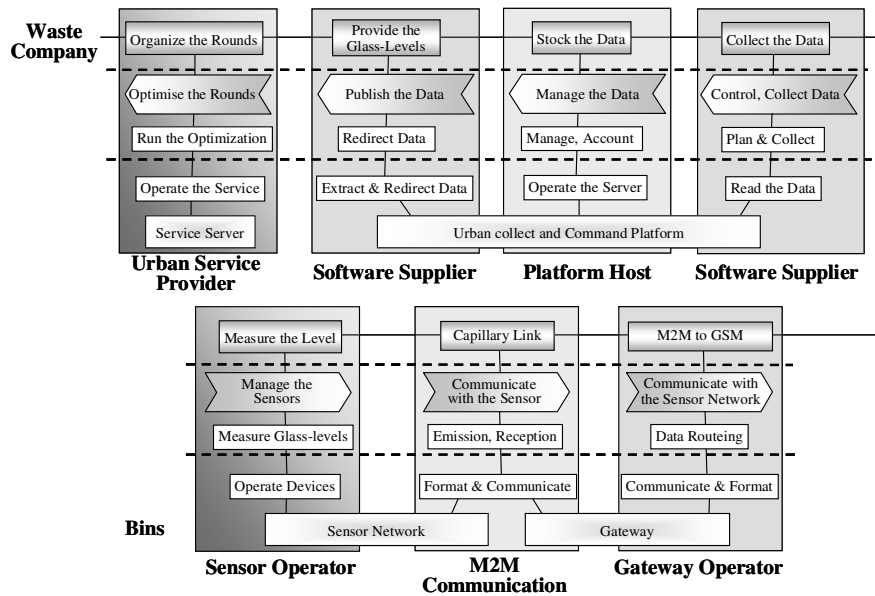 Waste
Company
Organize the Rounds
Provide the
Glass-Levels
Stock the Data
Collect the Data
Optimise the Rounds
Publish the Data
Manage the Data
Control, Collect Data
Run the Optimization
Redirect Data
Manage, Account
Plan & Collect
Operate the Service
Extract & Redirect Data
Operate the Server
Read the Data
Service Server
Urban collect and Command Platform
Urban Service
Provider
Software Supplier
Platform Host
Software Supplier
Measure the Level
Capillary Link
M2M to GSM
Manage the
Sensors
Communicate
with the Sensor
Communicate with
the Sensor Network
Measure Glass-levels
Emission, Reception
Data Routeing
Operate Devices
Format & Communicate
Communicate & Format
Bins
Sensor Network
Gateway
Sensor Operator
M2M
Communication
Gateway Operator